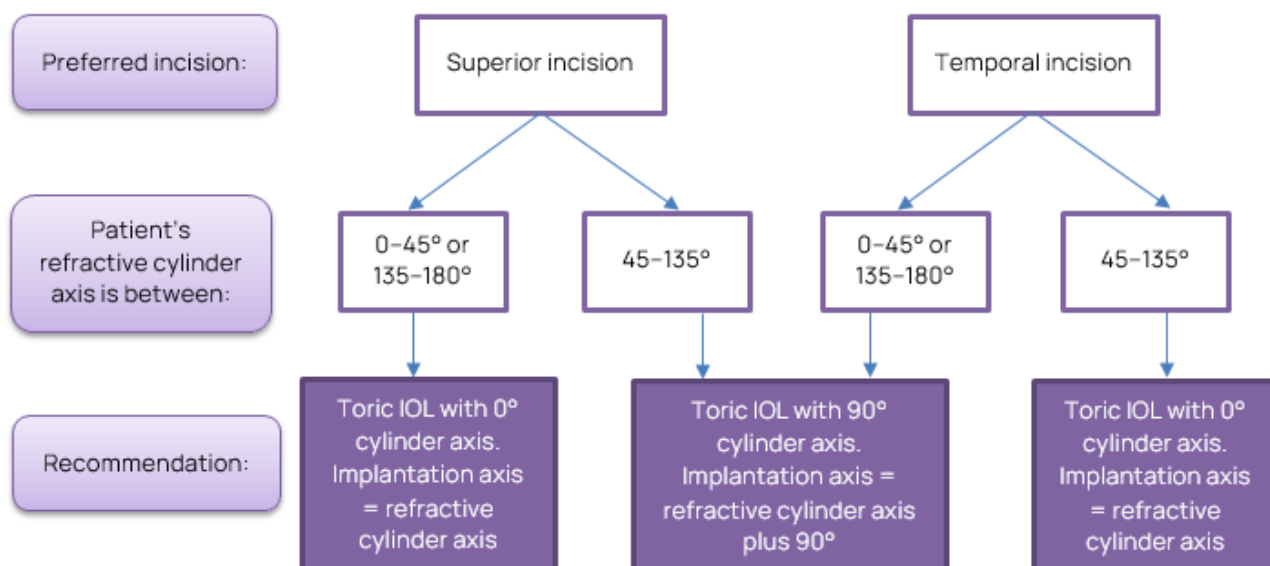 Preferred incision:
Superior incision
Temporal incision
Patient's
refractive cylinder
axis is between:
0–45° or
135–180°
45–135°
0–45° or
135–180°
45–135°
Recommendation:
Toric IOL with 0°
cylinder axis.
Implantation axis
= refractive
cylinder axis
Toric IOL with 90°
cylinder axis.
Implantation axis =
refractive cylinder axis
plus 90°
Toric IOL with 0°
cylinder axis.
Implantation axis
= refractive
cylinder axis